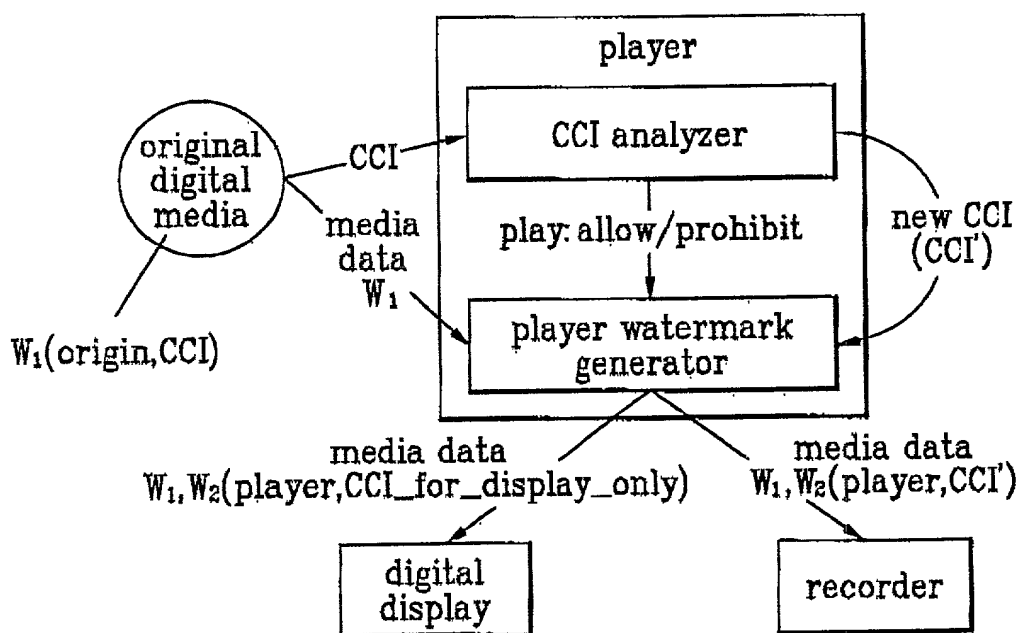 player
CCI analyzer
original
digital
media
CCI
media
data
W₁
play: allow/prohibit
new CCI
(CCI')
W₁(origin,CCI)
player watermark
generator
media data
W₁,W₂(player,CCI_for_display_only)
media data
W₁,W₂(player,CCI')
digital
display
recorder